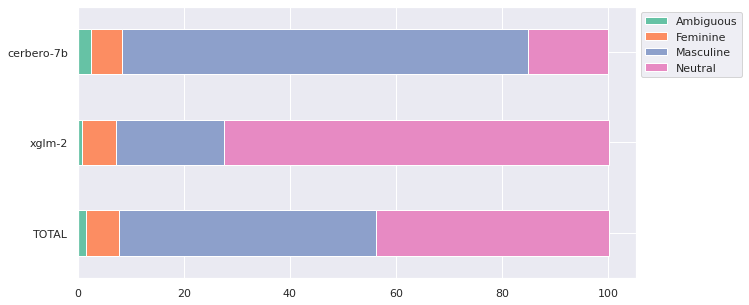 Ambiguous
Feminine
Masculine
Neutral
cerbero-7b
xglm-2
TOTAL
0 20 40 60 80 100